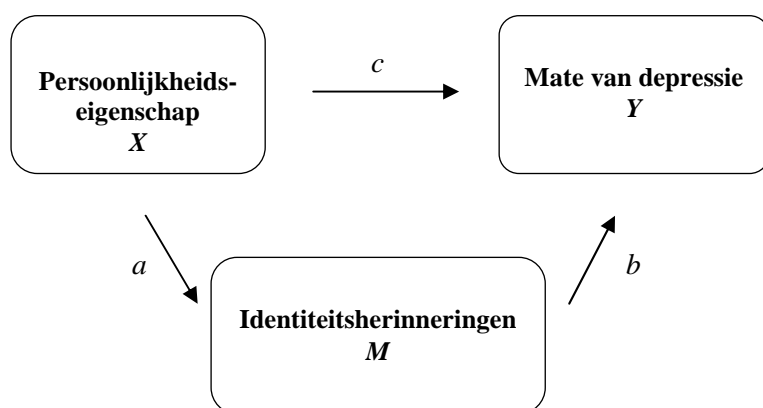 Persoonlijkheids-
eigenschap
X
c
Mate van depressie
Y
a
b
Identiteitsherinneringen
M